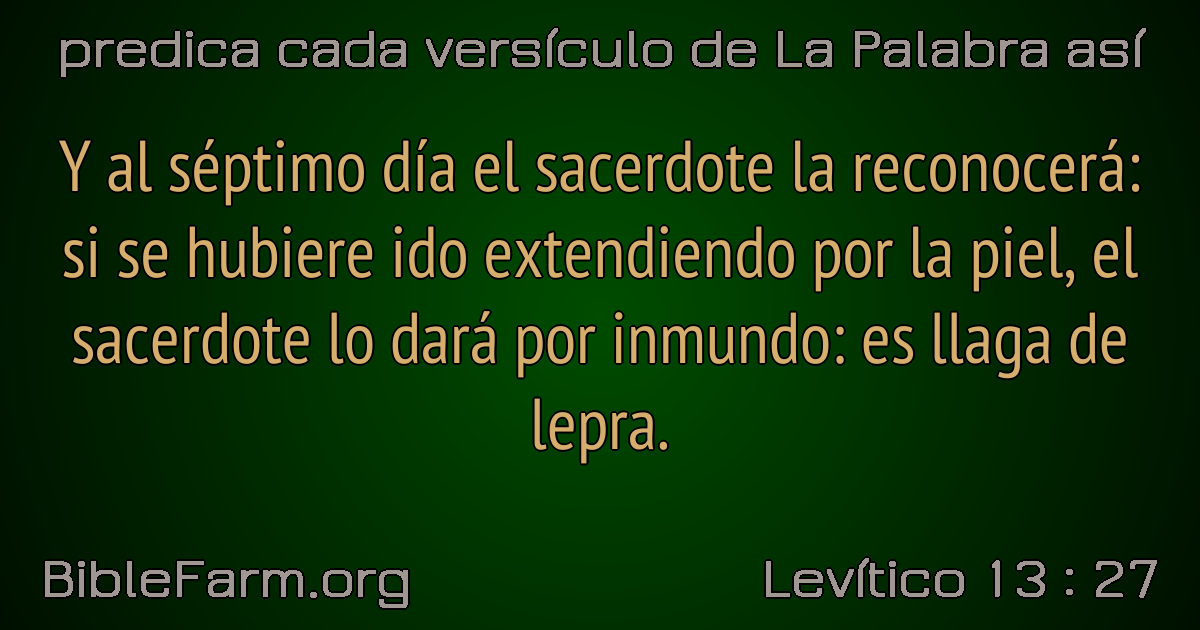 predica cada versículo de La Palabra así
Y al séptimo día el sacerdote la reconocerá:
si se hubiere ido extendiendo por la piel, el
sacerdote lo dará por inmundo: es llaga de
lepra.
BibleFarm.org
Levítico 13 : 27